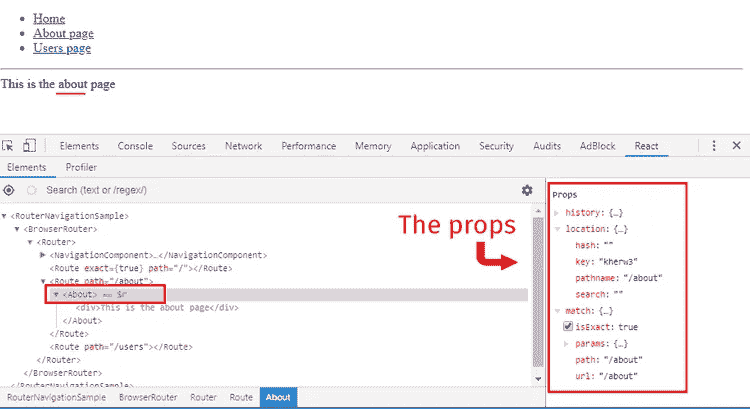 Home
About page
Users page
This is the about page
Elements Console Sources Network Performance Memory Application Security Audits AdBlock React
Elements Profiler
Search (text or /regex/)
<RouterNavigationSample>
<BrowserRouter>
<Router>
<NavigationComponent>…</NavigationComponent>
<Route exact={true} path="/"></Route>
<Route path="/about">
<About> == $r
<div>This is the about page</div>
</About>
</Route>
<Route path="/users"></Route>
</Router>
</BrowserRouter>
</RouterNavigationSample>
The props
Props
history: {…}
location: {…}
hash: ""
key: "kherw3"
pathname: "/about"
search: ""
match: {…}
isExact: true
params: {…}
path: "/about"
url: "/about"
RouterNavigationSample BrowserRouter Router Route About